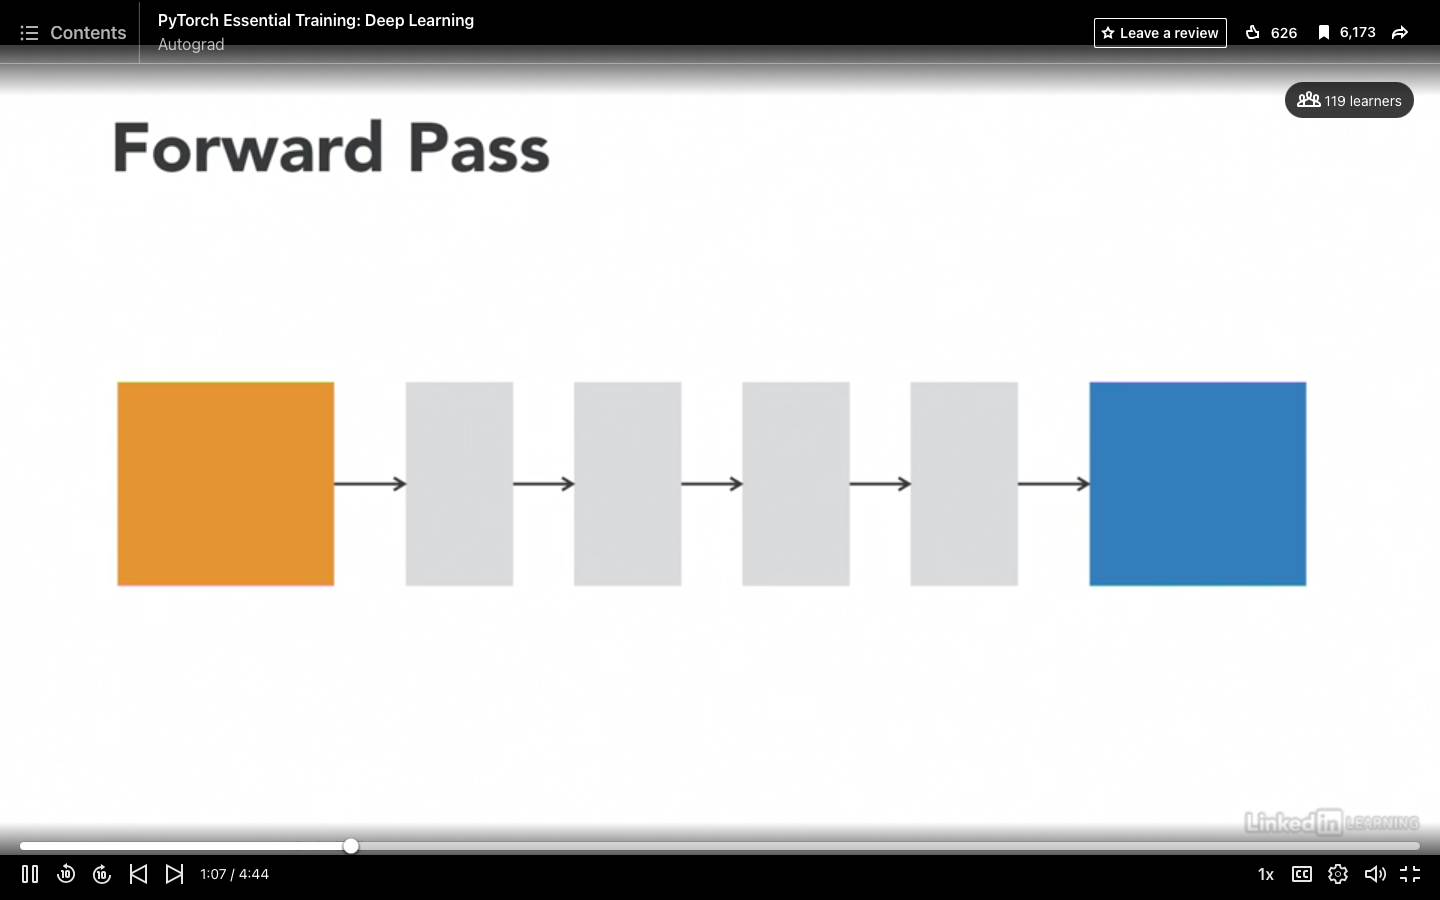 Contents
PyTorch Essential Training: Deep Learning
Autograd
Leave a review
626
6,173
119 learners
Forward Pass
Linked in LEARNING
10
10
1:07 / 4:44
1x
CC